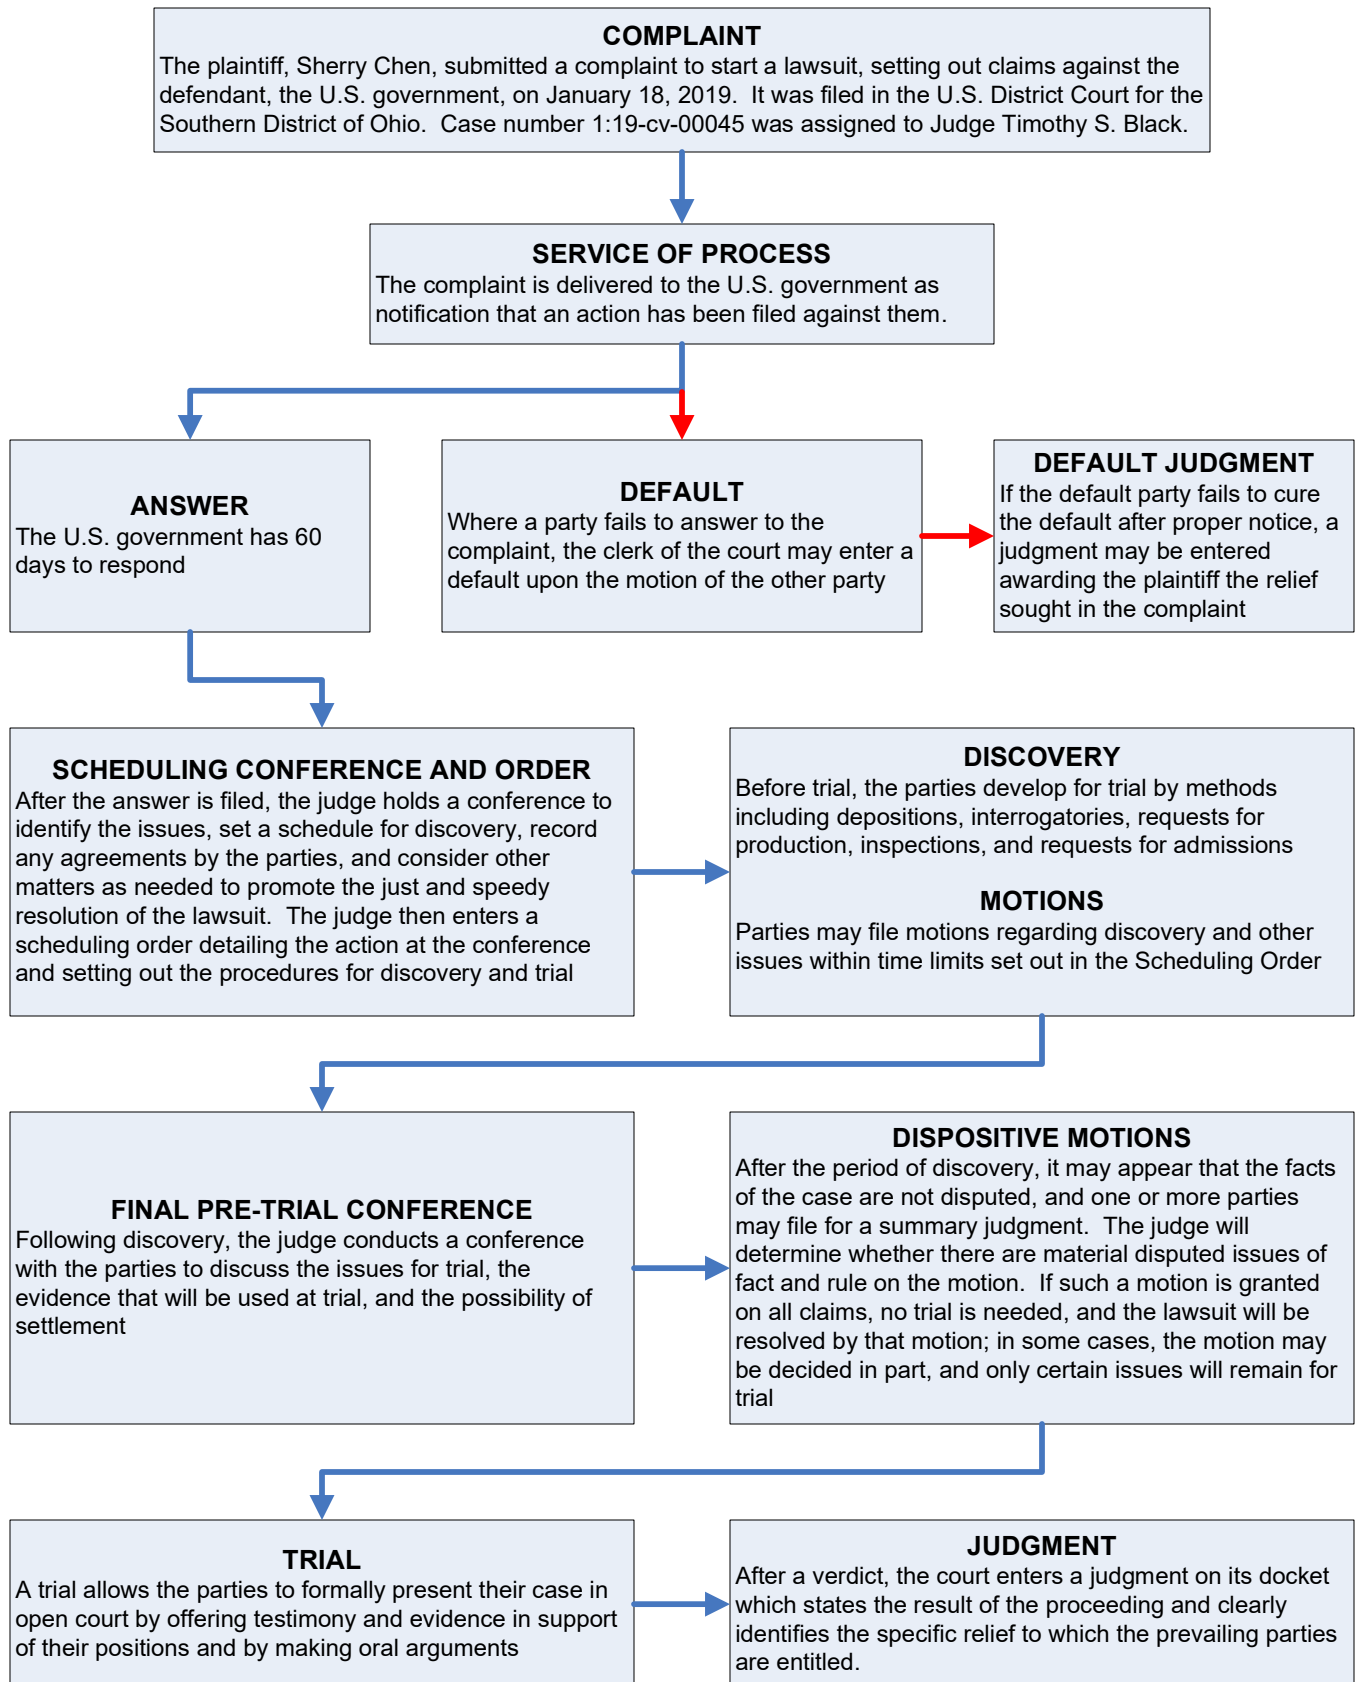 COMPLAINT
The plaintiff, Sherry Chen, submitted a complaint to start a lawsuit, setting out claims against the
defendant, the U.S. government, on January 18, 2019.  It was filed in the U.S. District Court for the
Southern District of Ohio.  Case number 1:19-cv-00045 was assigned to Judge Timothy S. Black.
SERVICE OF PROCESS
The complaint is delivered to the U.S. government as
notification that an action has been filed against them.
ANSWER
The U.S. government has 60
days to respond
DEFAULT
Where a party fails to answer to the
complaint, the clerk of the court may enter a
default upon the motion of the other party
DEFAULT JUDGMENT
If the default party fails to cure
the default after proper notice, a
judgment may be entered
awarding the plaintiff the relief
sought in the complaint
SCHEDULING CONFERENCE AND ORDER
After the answer is filed, the judge holds a conference to
identify the issues, set a schedule for discovery, record
any agreements by the parties, and consider other
matters as needed to promote the just and speedy
resolution of the lawsuit.  The judge then enters a
scheduling order detailing the action at the conference
and setting out the procedures for discovery and trial
DISCOVERY
Before trial, the parties develop for trial by methods
including depositions, interrogatories, requests for
production, inspections, and requests for admissions
MOTIONS
Parties may file motions regarding discovery and other
issues within time limits set out in the Scheduling Order
FINAL PRE-TRIAL CONFERENCE
Following discovery, the judge conducts a conference
with the parties to discuss the issues for trial, the
evidence that will be used at trial, and the possibility of
settlement
DISPOSITIVE MOTIONS
After the period of discovery, it may appear that the facts
of the case are not disputed, and one or more parties
may file for a summary judgment.  The judge will
determine whether there are material disputed issues of
fact and rule on the motion.  If such a motion is granted
on all claims, no trial is needed, and the lawsuit will be
resolved by that motion; in some cases, the motion may
be decided in part, and only certain issues will remain for
trial
TRIAL
A trial allows the parties to formally present their case in
open court by offering testimony and evidence in support
of their positions and by making oral arguments
JUDGMENT
After a verdict, the court enters a judgment on its docket
which states the result of the proceeding and clearly
identifies the specific relief to which the prevailing parties
are entitled.